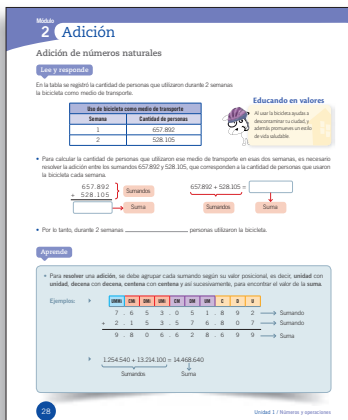 Módulo
2 Adición
Adición de números naturales
Lee y responde
En la tabla se registró la cantidad de personas que utilizaron durante 2 semanas
la bicicleta como medio de transporte.
Uso de bicicleta como medio de transporte
Semana Cantidad de personas
1 657.892
2 528.105
Educando en valores
Al usar la bicicleta ayudas a
descontaminar tu ciudad, y
además promueves un estilo
de vida saludable.
• Para calcular la cantidad de personas que utilizaron ese medio de transporte en esas dos semanas, es necesario
resolver la adición entre los sumandos 657.892 y 528.105, que corresponden a la cantidad de personas que usaron
la bicicleta cada semana.
657.892
+ 528.105
Sumandos
Suma
657.892 + 528.105 =
Sumandos Suma
• Por lo tanto, durante 2 semanas ____________ personas utilizaron la bicicleta.
Aprende
• Para resolver una adición, se debe agrupar cada sumando según su valor posicional, es decir, unidad con
unidad, decena con decena, centena con centena y así sucesivamente, para encontrar el valor de la suma.
Ejemplos:
UMMi CMi DMi UMi CM DM UM C D U
7 . 6 5 3 . 0 5 1 . 8 9 2 Sumando
+ 2 . 1 5 3 . 5 7 6 . 8 0 7 Sumando
9 . 8 0 6 . 6 2 8 . 6 9 9 Suma
1.254.540 + 13.214.100 = 14.468.640
Sumandos Suma
28
Unidad 1 / Números y operaciones